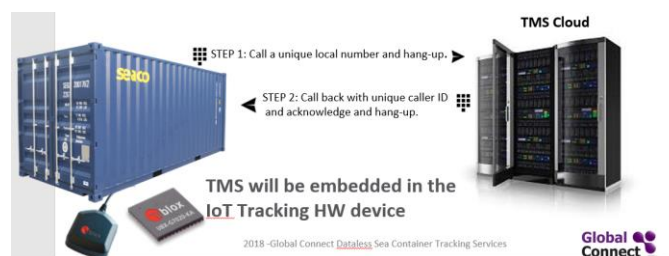 TMS Cloud
STEP 1: Call a unique local number and hang-up.
seaco
STEP 2: Call back with unique caller ID
and acknowledge and hang-up.
TMS will be embedded in the
IoT Tracking HW device
blox
2018 -Global Connect Dataless Sea Container Tracking Services
Global
Connect